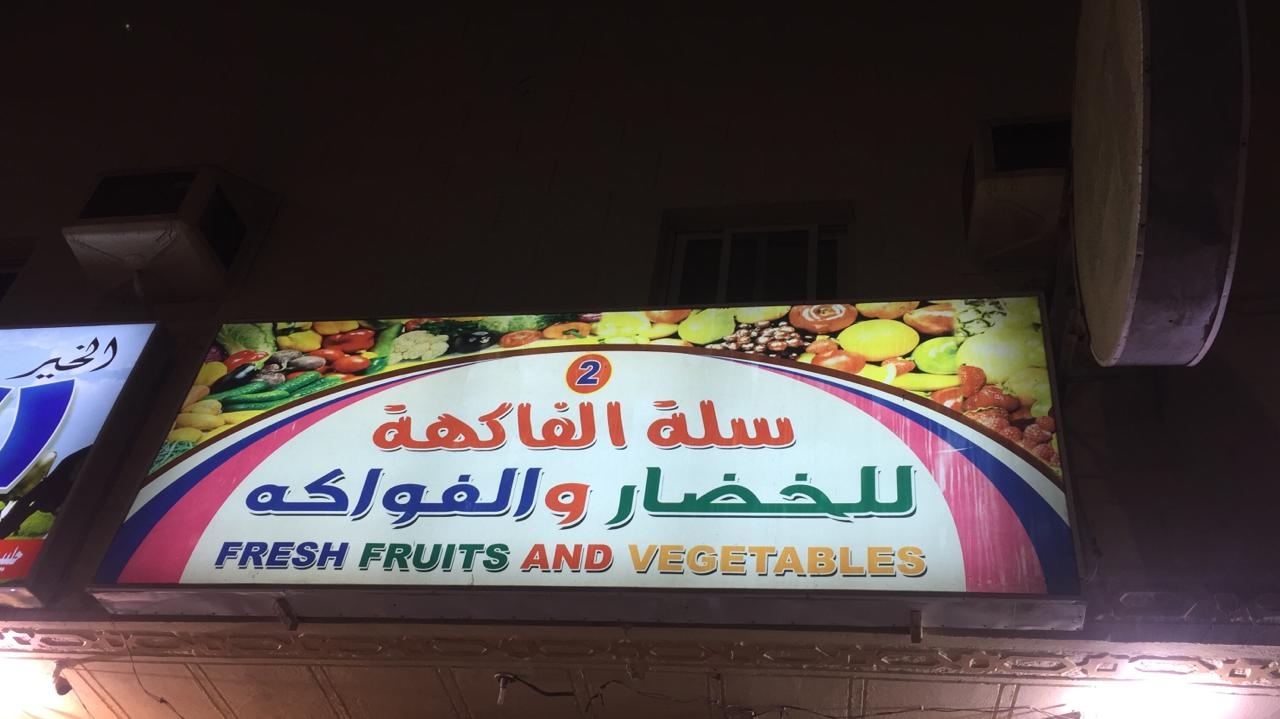 2
سلة الفاكهة
للخضار والفواكه
FRESH FRUITS AND VEGETABLES
الخير